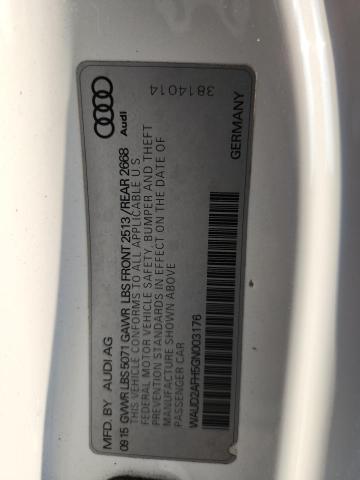 3814014
Audi
MFD. BY AUDI AG
09 15 GVWR LBS 5071 GAWR LBS FRONT 2513 /REAR 2668
THIS VEHICLE CONFORMS TO ALL APPLICABLE U.S.
FEDERAL MOTOR VEHICLE SAFETY, BUMPER AND THEFT
PREVENTION STANDARDS IN EFFECT ON THE DATE OF
MANUFACTURE SHOWN ABOVE
PASSENGER CAR
WAUD2AFH5GN003176
GERMANY